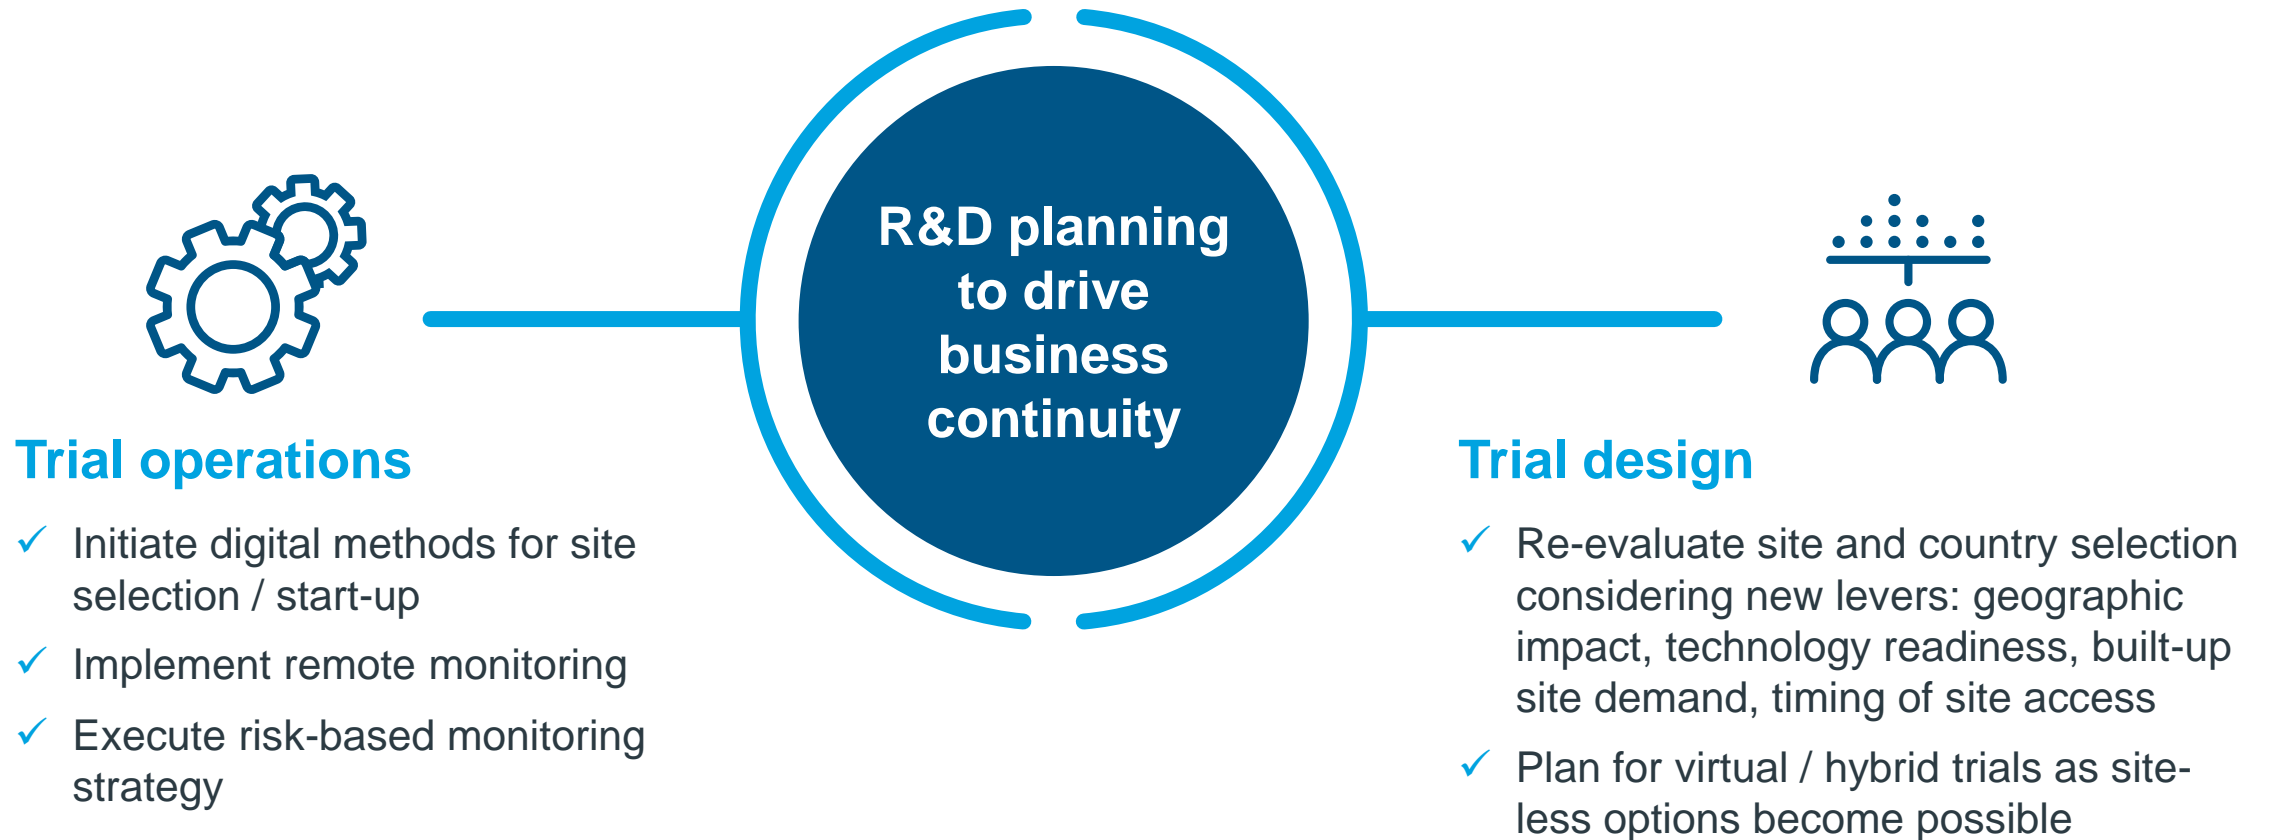 R&D planning
to drive
business
continuity
Trial operations
✓ Initiate digital methods for site
selection / start-up
✓ Implement remote monitoring
✓ Execute risk-based monitoring
strategy
Trial design
✓ Re-evaluate site and country selection
considering new levers: geographic
impact, technology readiness, built-up
site demand, timing of site access
✓ Plan for virtual / hybrid trials as site-
less options become possible